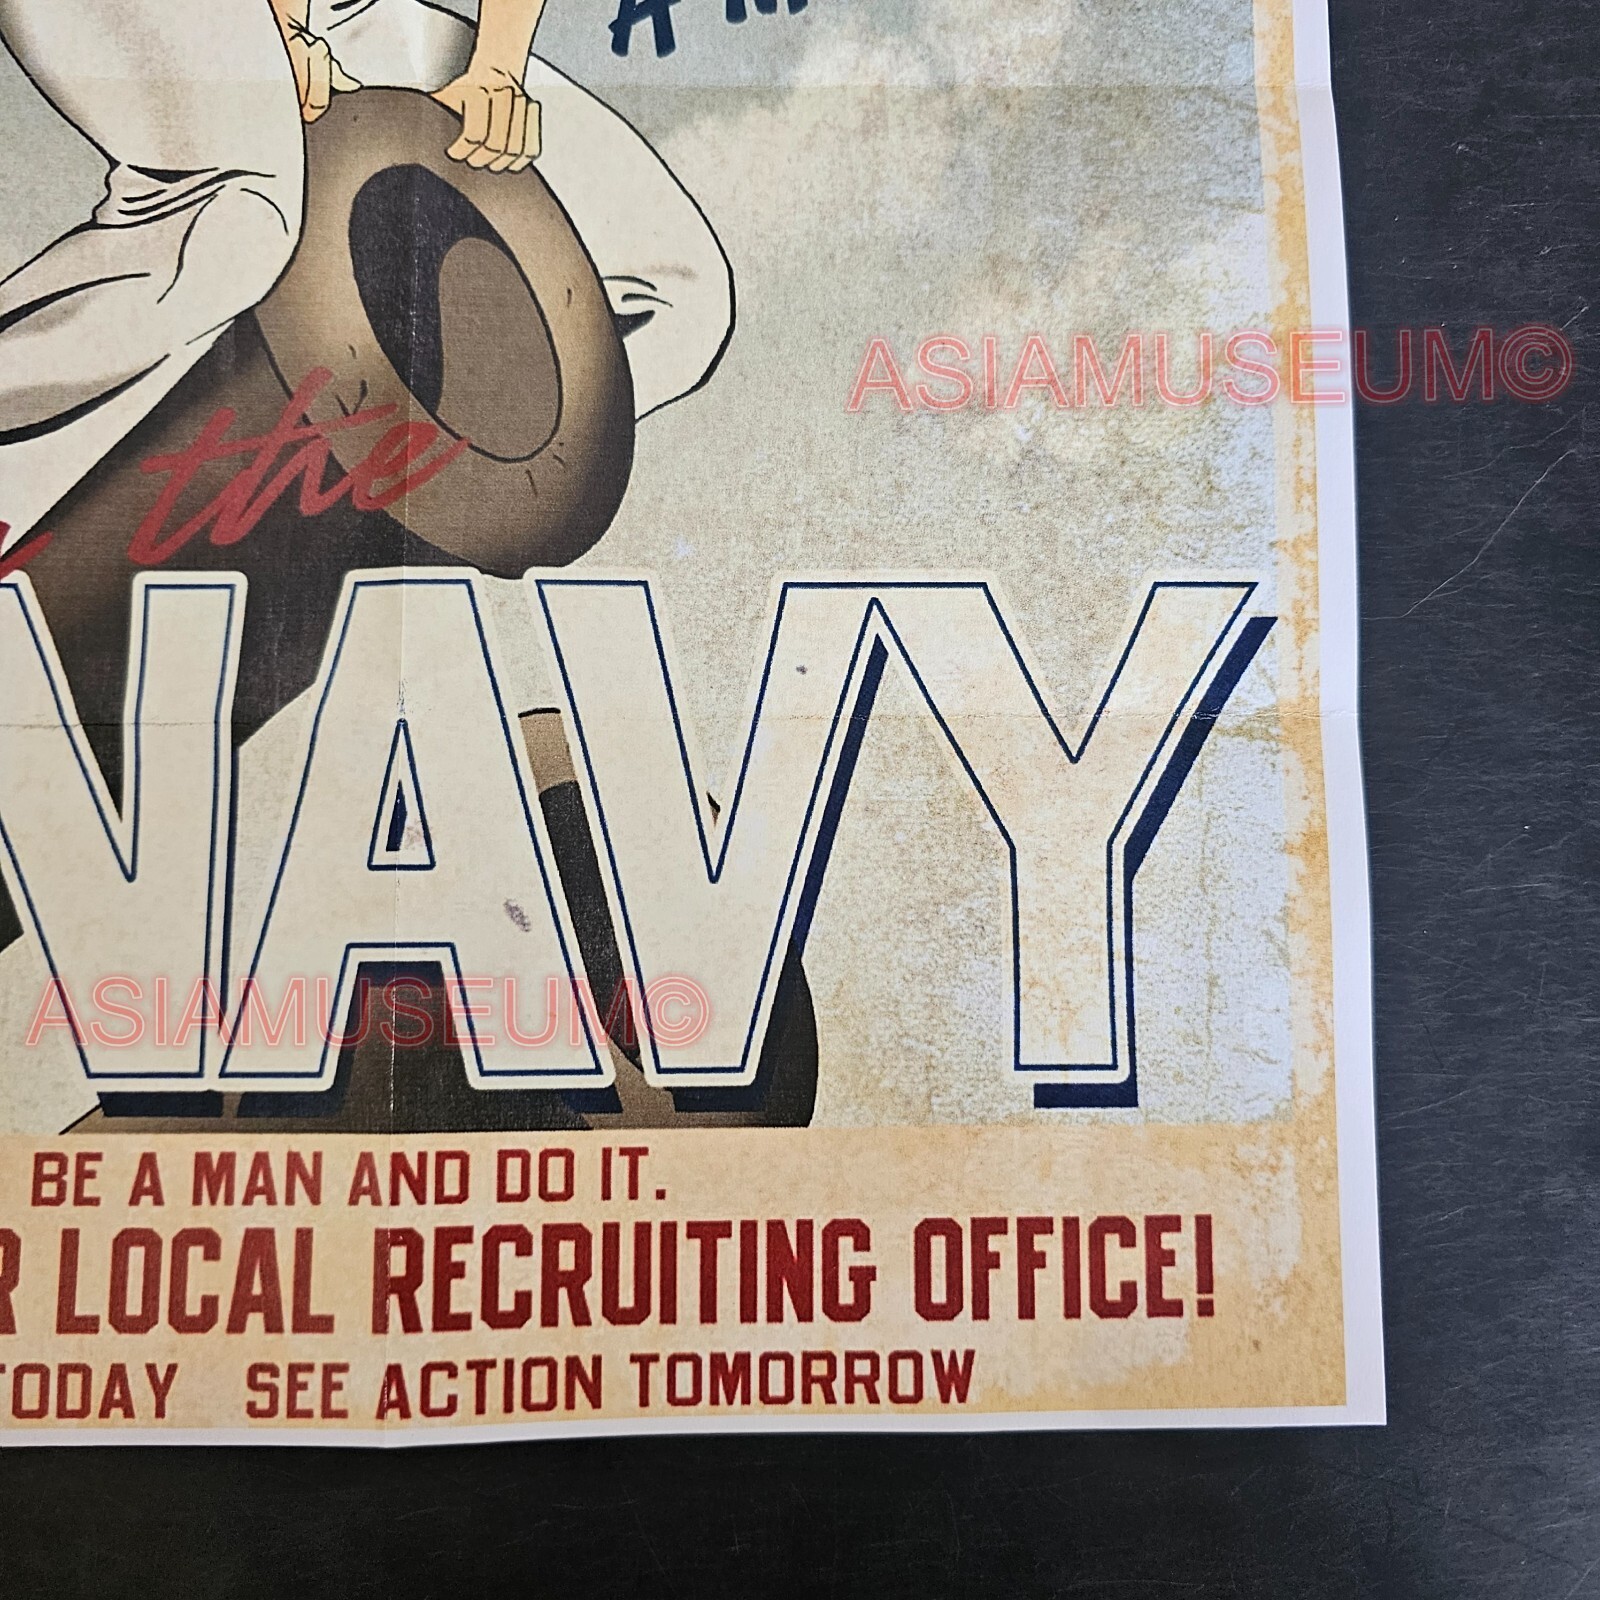 ASIAMUSEUM©
the
NAVY
ASIAMUSEUM©
BE A MAN AND DO IT.
LOCAL RECRUITING OFFICE!
TODAY SEE ACTION TOMORROW